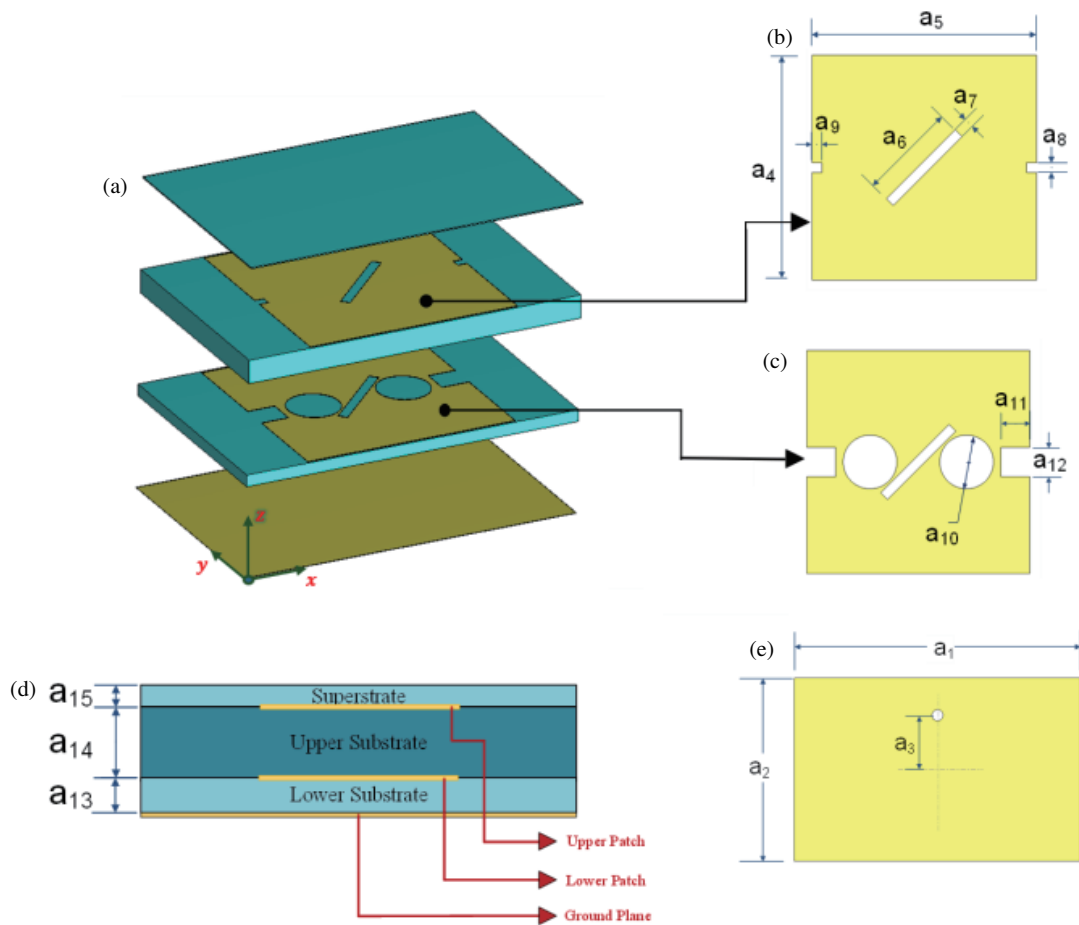 (a)
z
y
x
(b)
a5
a4
a9
a6
a7
a8
(c)
a11
a12
a10
(d)
a15
a14
a13
Superstrate
Upper Substrate
Lower Substrate
Upper Patch
Lower Patch
Ground Plane
(e)
a1
a2
a3